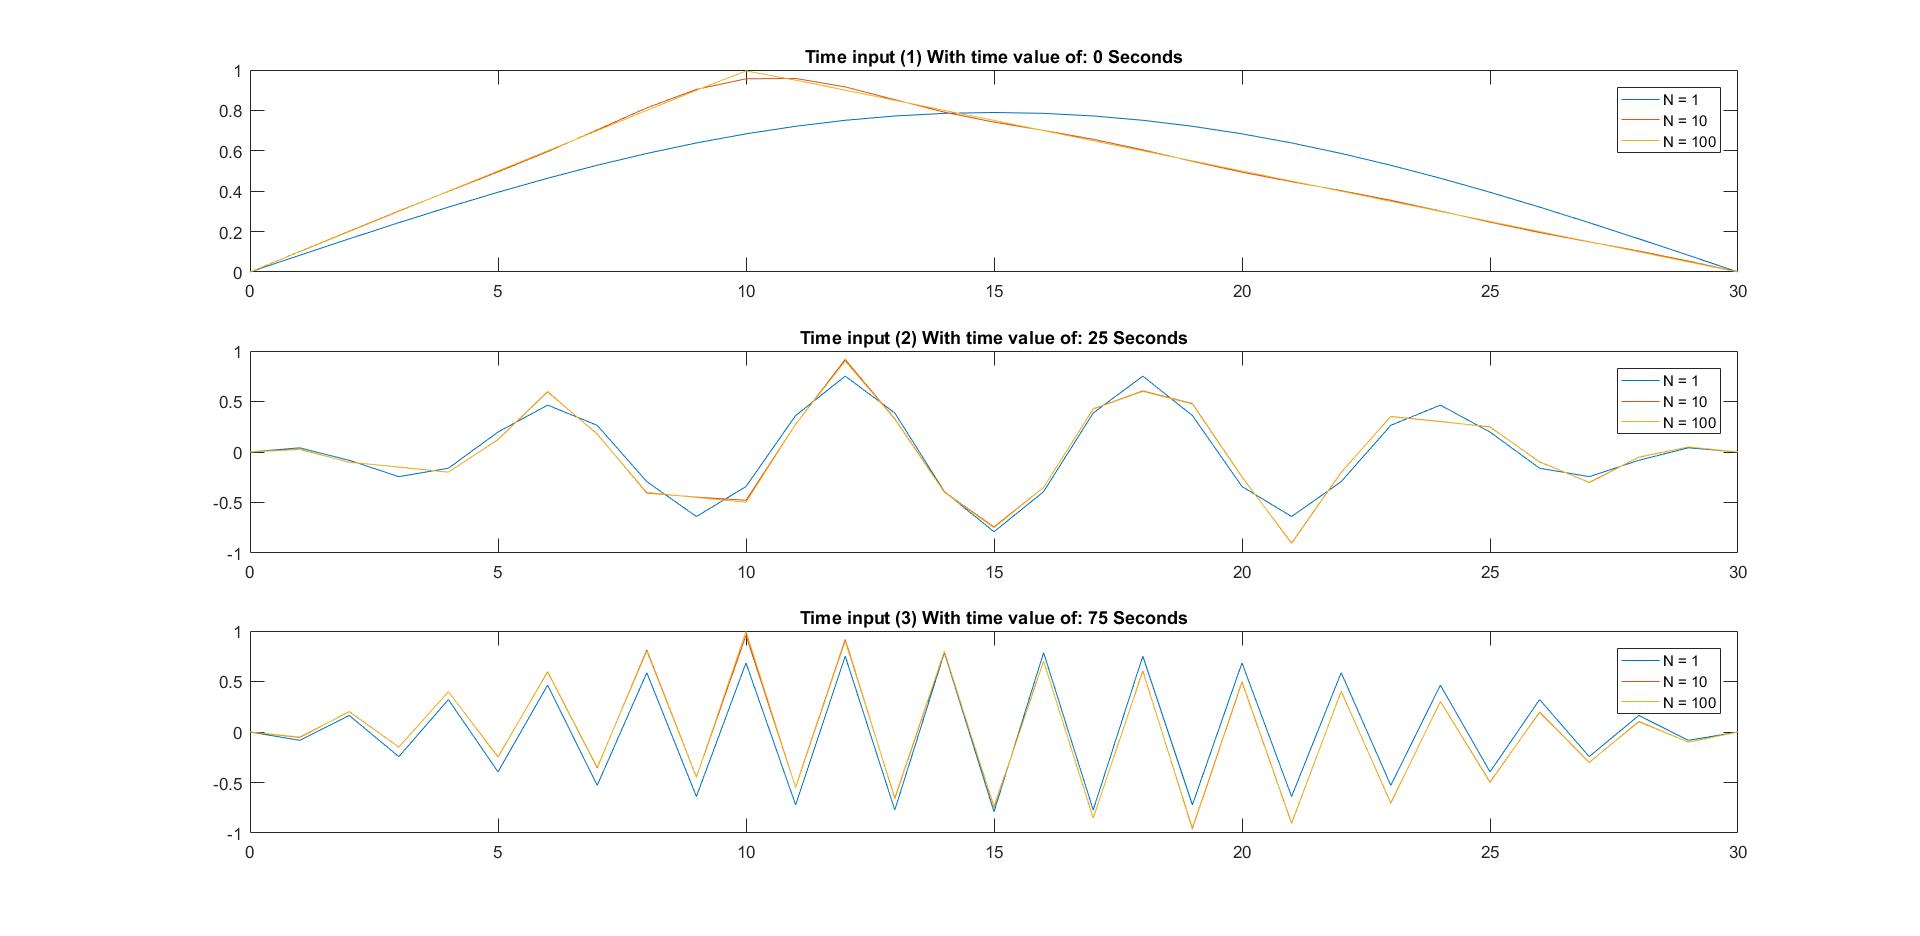 Time input (1) With time value of: 0 Seconds
1
0.8
0.6
0.4
0.2
0
0 5 10 15 20 25 30
N = 1
N = 10
N = 100
Time input (2) With time value of: 25 Seconds
1
0.5
0
-0.5
-1
0 5 10 15 20 25 30
N = 1
N = 10
N = 100
Time input (3) With time value of: 75 Seconds
1
0.5
0
-0.5
-1
0 5 10 15 20 25 30
N = 1
N = 10
N = 100